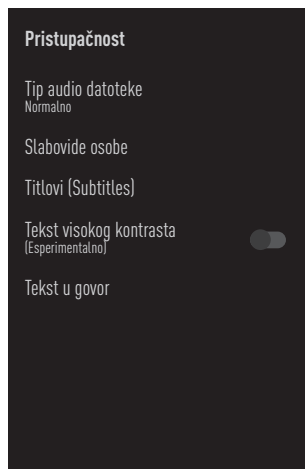 Pristupačnost
Tip audio datoteke
Normalno
Slabovide osobe
Titlovi (Subtitles)
Tekst visokog kontrasta
(Esperimentalno)
Tekst u govor